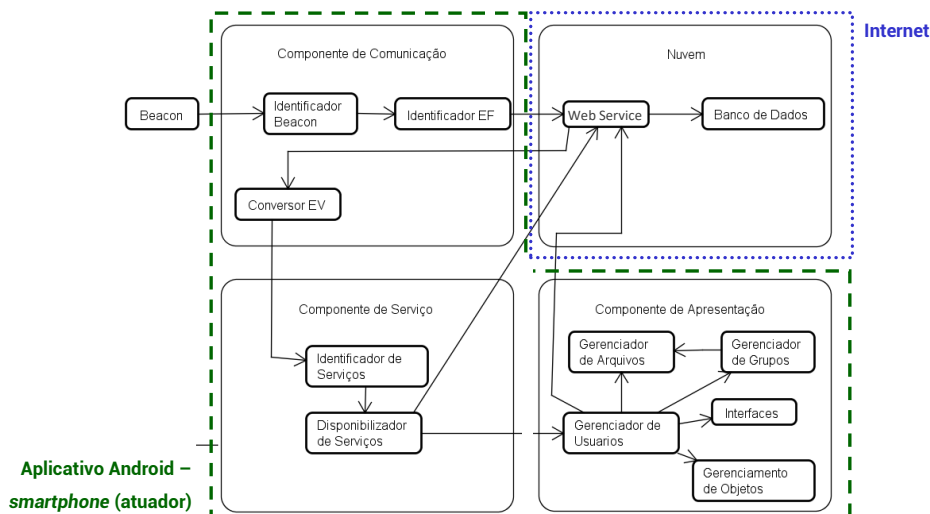 Internet
Componente de Comunicação
Nuvem
Beacon
Identificador
Beacon
Identificador EF
Web Service
Banco de Dados
Conversor EV
Componente de Serviço
Componente de Apresentação
Identificador de
Serviços
Disponibilizador
de Serviços
Gerenciador
de Arquivos
Gerenciador
de Grupos
Interfaces
Gerenciador de
Usuarios
Gerenciamento
de Objetos
Aplicativo Android –
smartphone (atuador)